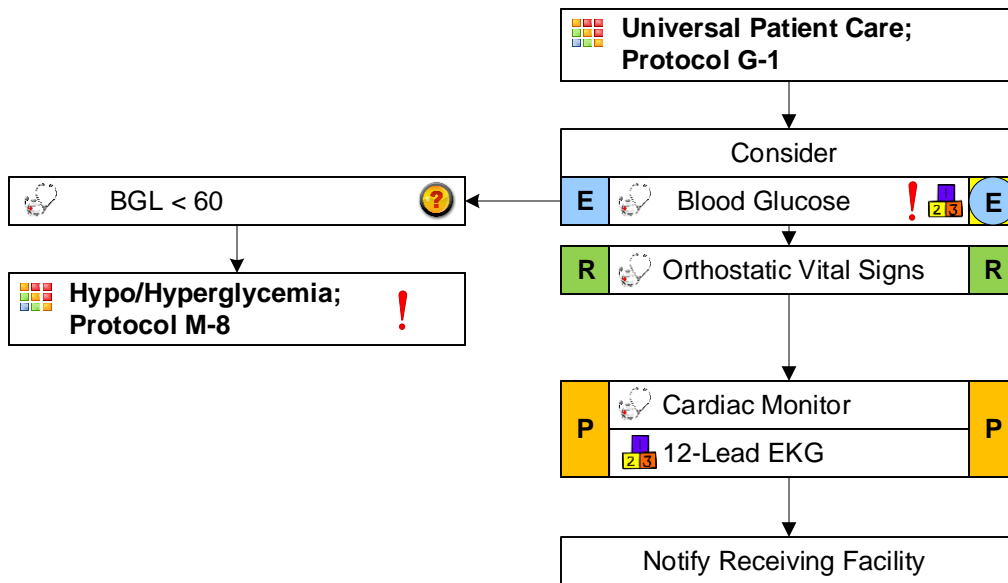 Universal Patient Care;
Protocol G-1
Consider
E Blood Glucose E
BGL < 60
R Orthostatic Vital Signs R
Hypo/Hyperglycemia;
Protocol M-8
P Cardiac Monitor P
12-Lead EKG
Notify Receiving Facility